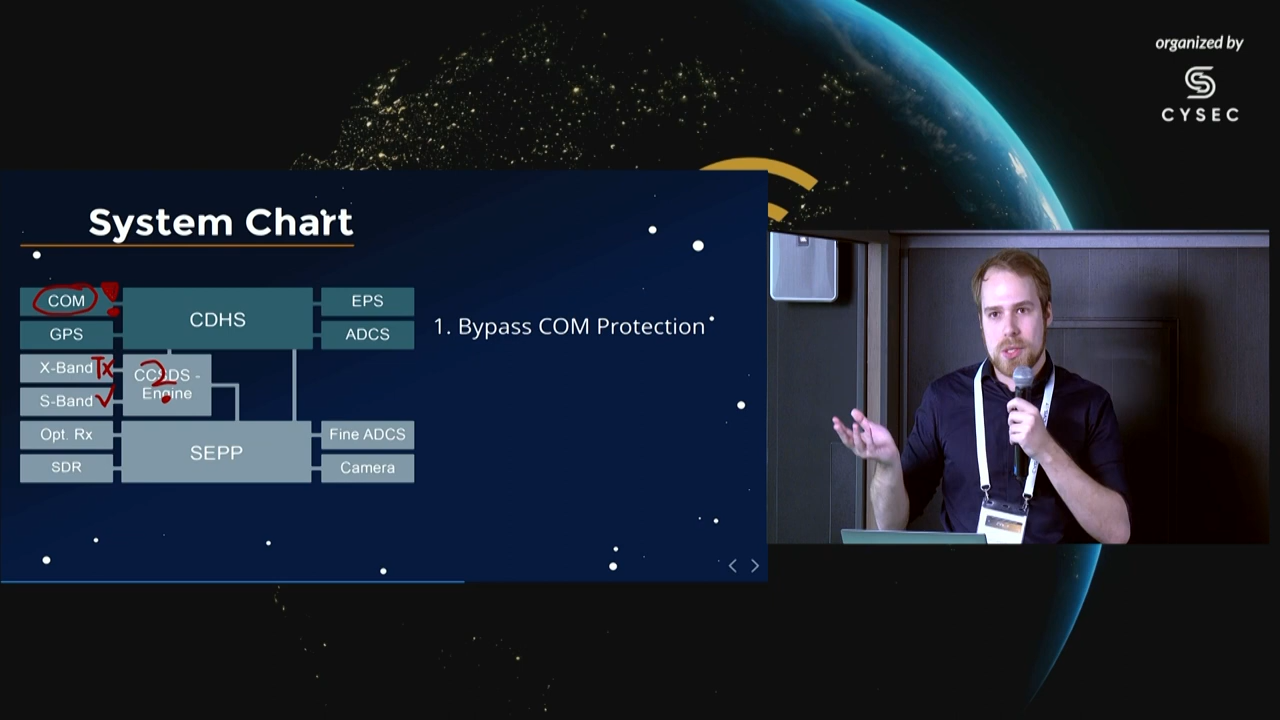 organized by
CYSEC
System Chart
COM !
GPS
X-Band Tx
S-Band
Opt. Rx
SDR
CDHS
CCSDS -
Engine
?
SEPP
EPS
ADCS
Fine ADCS
Camera
1. Bypass COM Protection